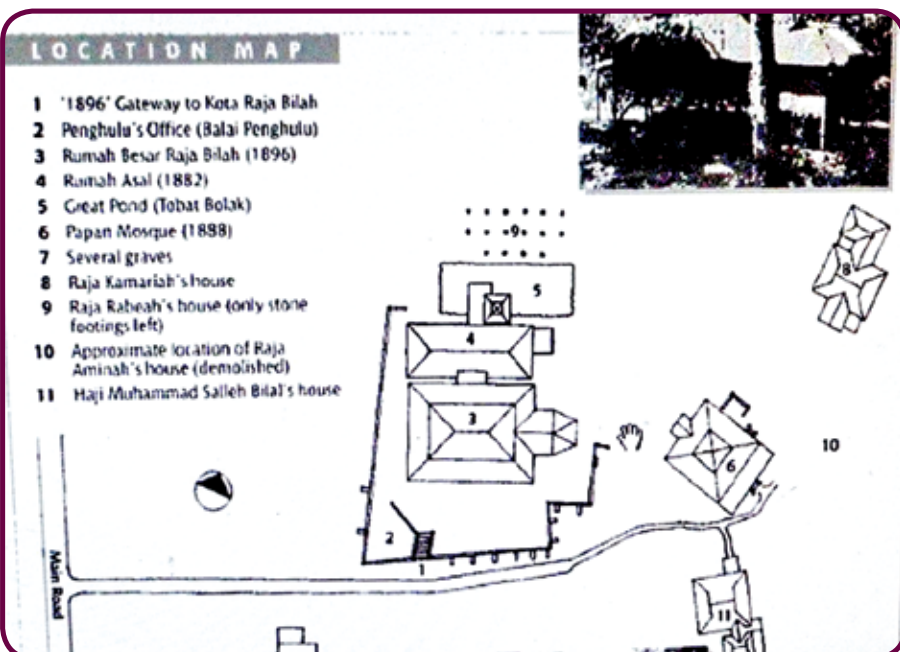 LOCATION MAP
1 '1896' Gateway to Kota Raja Bilah
2 Penghulu's Office (Balai Penghulu)
3 Rumah Besar Raja Bilah (1896)
4 Rumah Asal (1882)
5 Great Pond (Tobat Bolak)
6 Papan Mosque (1888)
7 Several graves
8 Raja Kamariah's house
9 Raja Rabeah's house (only stone
footings left)
10 Approximate location of Raja
Aminah's house (demolished)
11 Haji Muhammad Salleh Bilal's house
9
8
5
4
3
6
10
2
1
11
Main Road